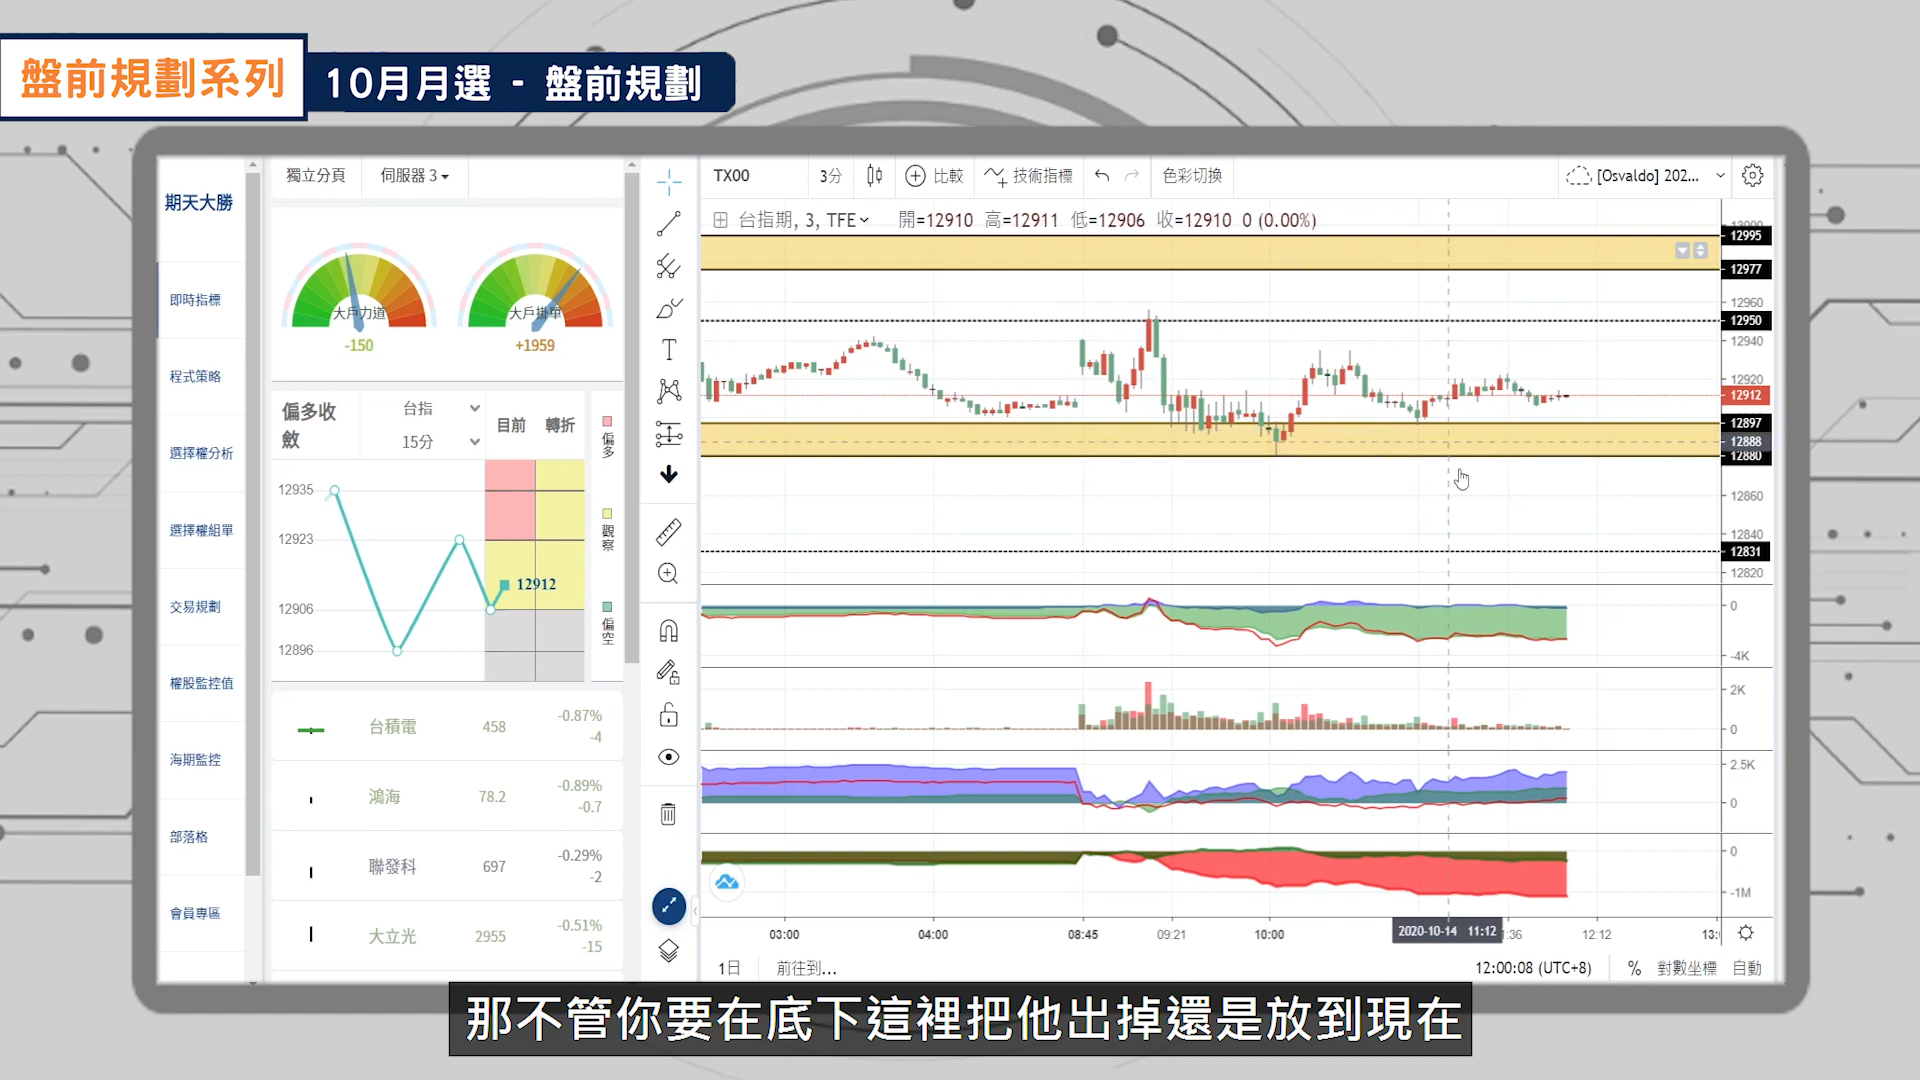 盤前規劃系列
10月月選 - 盤前規劃
期天大勝
即時指標
程式策略
選擇權分析
選擇權組單
交易規劃
權股監控值
海期監控
部落格
會員專區
獨立分頁
伺服器 3
大戶力道
-150
大戶掛單
+1959
偏多收斂
台指
15分
目前
轉折
偏多
觀察
偏空
12935
12923
12906
12896
12912
台積電
458
-0.87%
-4
鴻海
78.2
-0.89%
-0.7
聯發科
697
-0.29%
-2
大立光
2955
-0.51%
-15
TX00
3分
比較
技術指標
色彩切換
[Osvaldo] 202...
台指期, 3, TFE
開=12910 高=12911 低=12906 收=12910 0 (0.00%)
12995
12977
12960
12950
12940
12920
12912
12897
12888
12880
12860
12840
12831
12820
0
-4K
2K
0
2.5K
0
0
-1M
03:00
04:00
08:45
09:21
10:00
2020-10-14 11:12
12:12
1日
前往到...
12:00:08 (UTC+8)
%
對數坐標
自動
那不管你要在底下這裡把他出掉還是放到現在